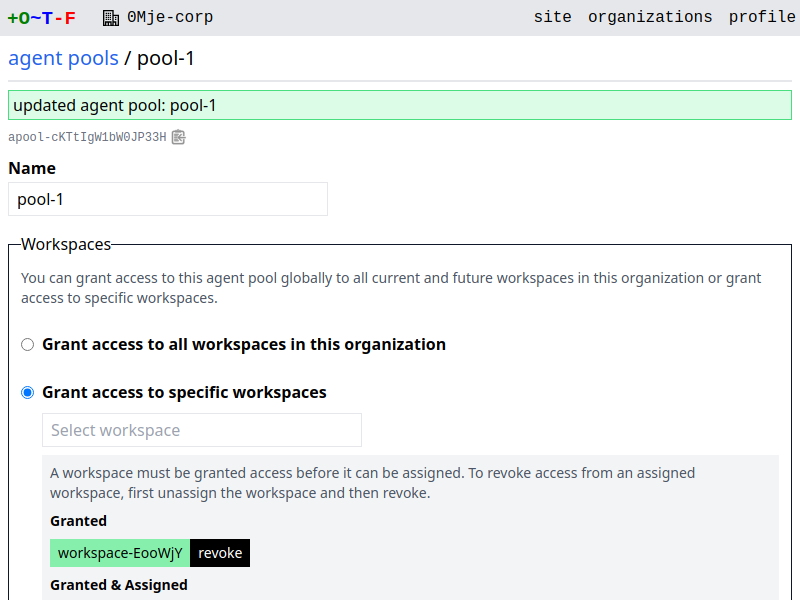 +O~T-F 0Mje-corp site organizations profile
agent pools / pool-1
updated agent pool: pool-1
apool-cKTtIgW1bW0JP33H
Name
pool-1
Workspaces
You can grant access to this agent pool globally to all current and future workspaces in this organization or grant
access to specific workspaces.
Grant access to all workspaces in this organization
Grant access to specific workspaces
Select workspace
A workspace must be granted access before it can be assigned. To revoke access from an assigned
workspace, first unassign the workspace and then revoke.
Granted
workspace-EooWjY revoke
Granted & Assigned